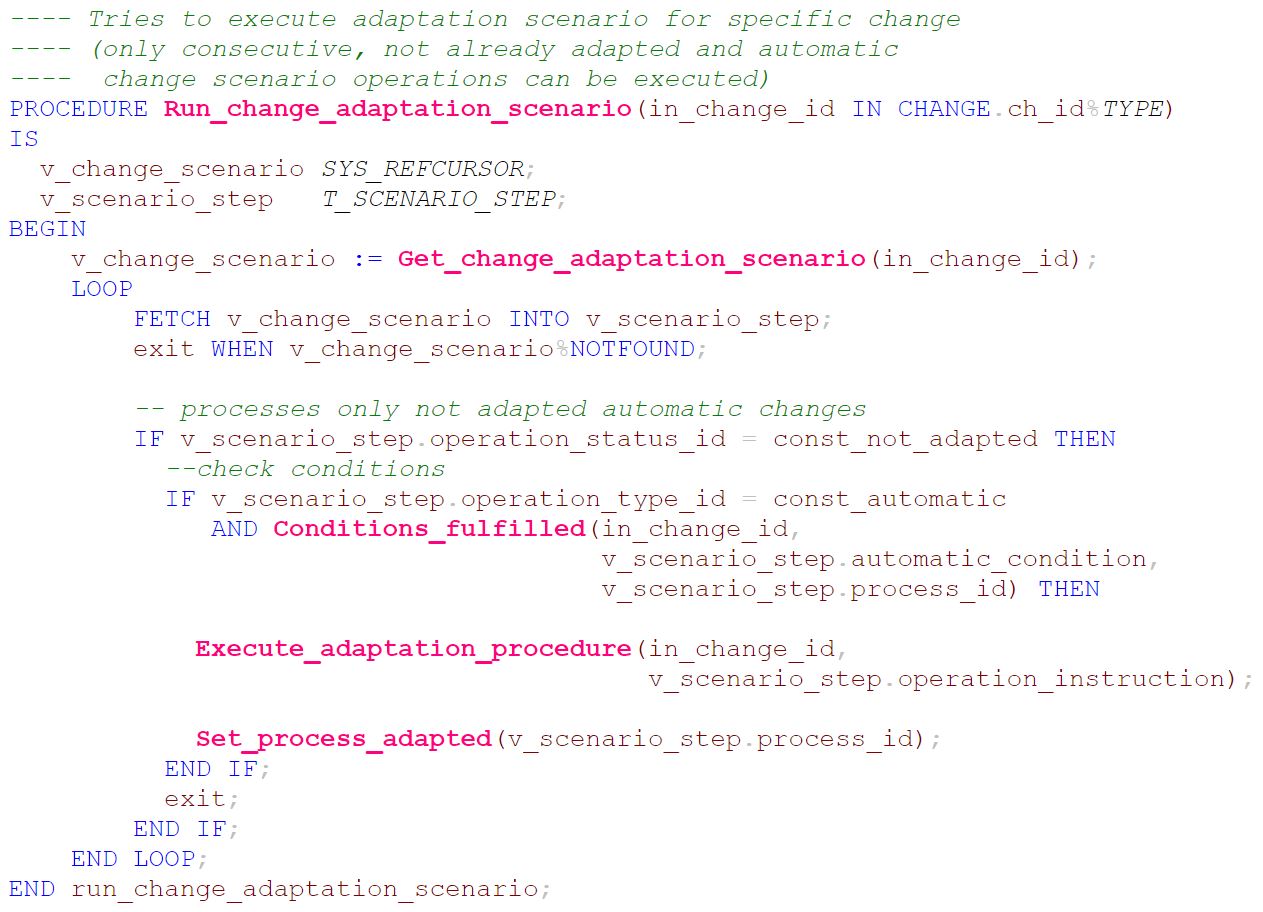 ---- Tries to execute adaptation scenario for specific change
---- (only consecutive, not already adapted and automatic
----  change scenario operations can be executed)
PROCEDURE Run_change_adaptation_scenario(in_change_id IN CHANGE.ch_id%TYPE)
IS
  v_change_scenario SYS_REFCURSOR;
  v_scenario_step   T_SCENARIO_STEP;
BEGIN
    v_change_scenario := Get_change_adaptation_scenario(in_change_id);
    LOOP
        FETCH v_change_scenario INTO v_scenario_step;
        exit WHEN v_change_scenario%NOTFOUND;

        -- processes only not adapted automatic changes
        IF v_scenario_step.operation_status_id = const_not_adapted THEN
          --check conditions
          IF v_scenario_step.operation_type_id = const_automatic
             AND Conditions_fulfilled(in_change_id,
                                      v_scenario_step.automatic_condition,
                                      v_scenario_step.process_id) THEN

            Execute_adaptation_procedure(in_change_id,
                                         v_scenario_step.operation_instruction);

            Set_process_adapted(v_scenario_step.process_id);
          END IF;
          exit;
        END IF;
    END LOOP;
END run_change_adaptation_scenario;